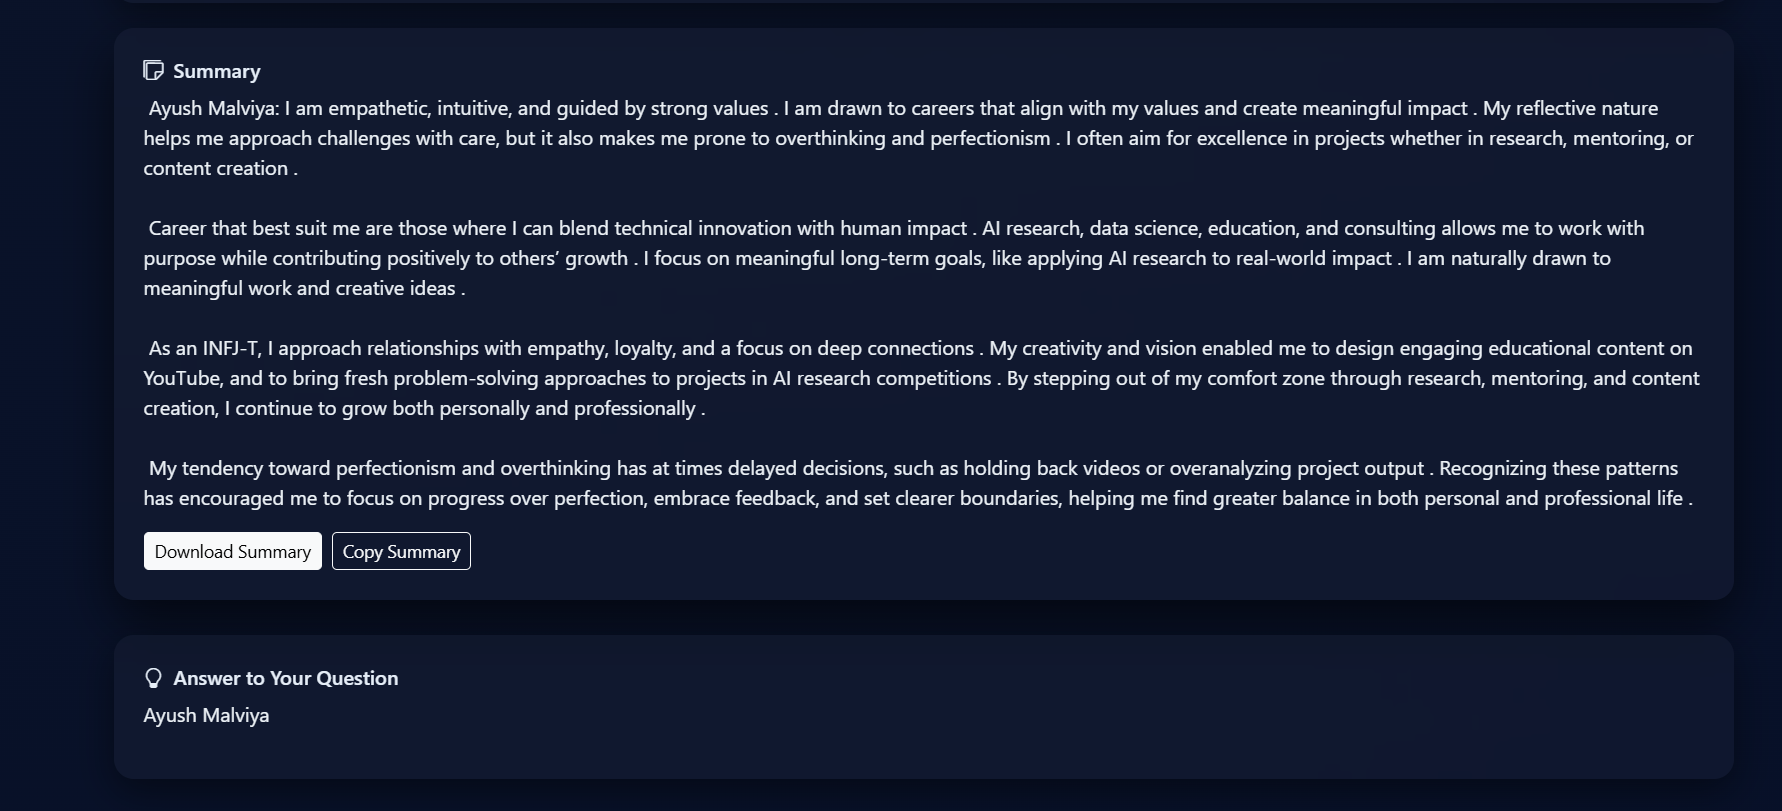 Summary
Ayush Malviya: I am empathetic, intuitive, and guided by strong values . I am drawn to careers that align with my values and create meaningful impact . My reflective nature
helps me approach challenges with care, but it also makes me prone to overthinking and perfectionism . I often aim for excellence in projects whether in research, mentoring, or
content creation .
Career that best suit me are those where I can blend technical innovation with human impact . AI research, data science, education, and consulting allows me to work with
purpose while contributing positively to others’ growth . I focus on meaningful long-term goals, like applying AI research to real-world impact . I am naturally drawn to
meaningful work and creative ideas .
As an INFJ-T, I approach relationships with empathy, loyalty, and a focus on deep connections . My creativity and vision enabled me to design engaging educational content on
YouTube, and to bring fresh problem-solving approaches to projects in AI research competitions . By stepping out of my comfort zone through research, mentoring, and content
creation, I continue to grow both personally and professionally .
My tendency toward perfectionism and overthinking has at times delayed decisions, such as holding back videos or overanalyzing project output . Recognizing these patterns
has encouraged me to focus on progress over perfection, embrace feedback, and set clearer boundaries, helping me find greater balance in both personal and professional life .
Download Summary Copy Summary
Answer to Your Question
Ayush Malviya